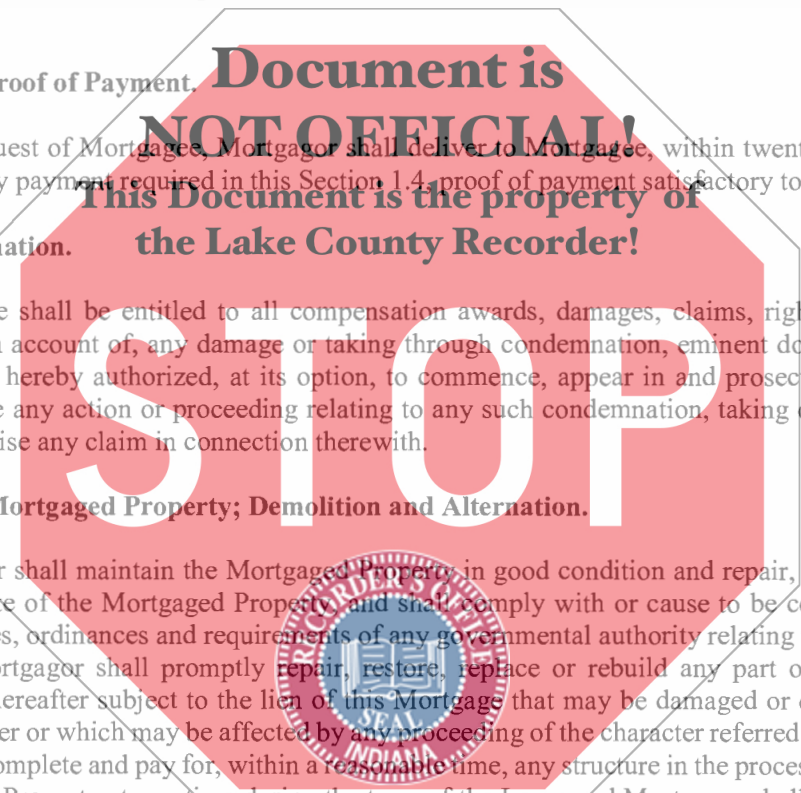 Document is
roof of Payment.
NOT OFFICIAL!
uest of Mortgagee, Mortgagor shall deliver to Mortgagee, within twent
y payment required in this Section 1.4, proof of payment satisfactory to
This Document is the property of
the Lake County Recorder!
nation.
e shall be entitled to all compensation awards, damages, claims, righ
account of, any damage or taking through condemnation, eminent do
hereby authorized, at its option, to commence, appear in and prosec
e any action or proceeding relating to any such condemnation, taking
ise any claim in connection therewith.
STOP
Mortgaged Property; Demolition and Alternation.
r shall maintain the Mortgaged Property in good condition and repair,
e of the Mortgaged Property, and shall comply with or cause to be c
es, ordinances and requirements of any governmental authority relating
ortgagor shall promptly repair, restore, replace or rebuild any part o
hereafter subject to the lien of this Mortgage that may be damaged or
er or which may be affected by any proceeding of the character referred
omplete and pay for, within a reasonable time, any structure in the proces
RECORDER'S OFFICE
SEAL
INDIANA